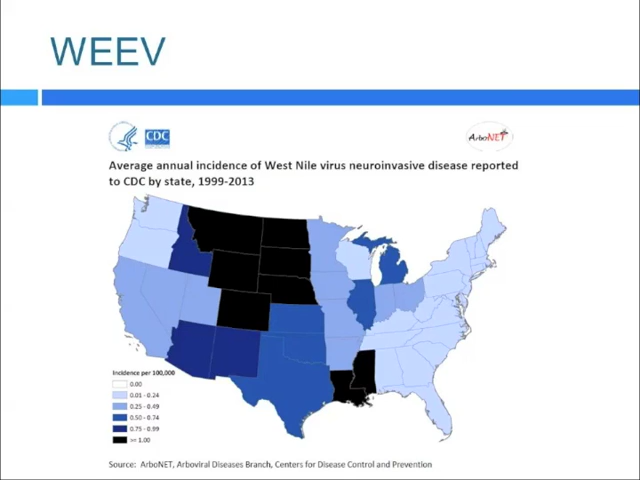 WEEV
CDC
ArboNET
Average annual incidence of West Nile virus neuroinvasive disease reported
to CDC by state, 1999-2013
Incidence per 100,000
0.00
0.01 - 0.24
0.25 - 0.49
0.50 - 0.74
0.75 - 0.99
>= 1.00
Source: ArboNET, Arboviral Diseases Branch, Centers for Disease Control and Prevention